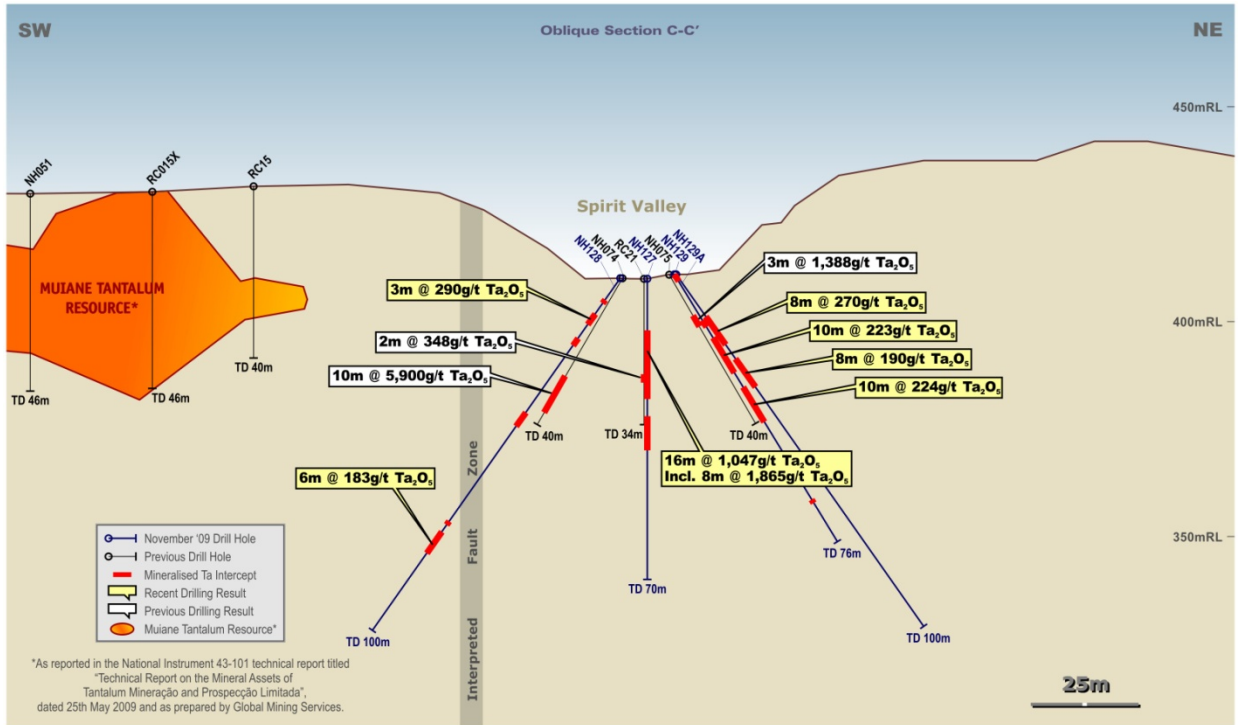 SW
Oblique Section C-C'
NE
450mRL
NH051
RC015X
RC15
Spirit Valley
NH128
NH074
RC21
NH127
NH075
NH129
NH129A
3m @ 1,388g/t Ta₂O₅
3m @ 290g/t Ta₂O₅
8m @ 270g/t Ta₂O₅
MUIANE TANTALUM
RESOURCE*
400mRL
10m @ 223g/t Ta₂O₅
2m @ 348g/t Ta₂O₅
TD 40m
8m @ 190g/t Ta₂O₅
10m @ 5,900g/t Ta₂O₅
10m @ 224g/t Ta₂O₅
TD 46m
TD 46m
TD 40m
TD 34m
TD 40m
16m @ 1,047g/t Ta₂O₅
Incl. 8m @ 1,865g/t Ta₂O₅
6m @ 183g/t Ta₂O₅
Interpreted Fault Zone
350mRL
TD 76m
TD 70m
TD 100m
TD 100m
November '09 Drill Hole
Previous Drill Hole
Mineralised Ta Intercept
Recent Drilling Result
Previous Drilling Result
Muiane Tantalum Resource*
*As reported in the National Instrument 43-101 technical report titled
"Technical Report on the Mineral Assets of
Tantalum Mineração and Prospecção Limitada",
dated 25th May 2009 and as prepared by Global Mining Services.
25m